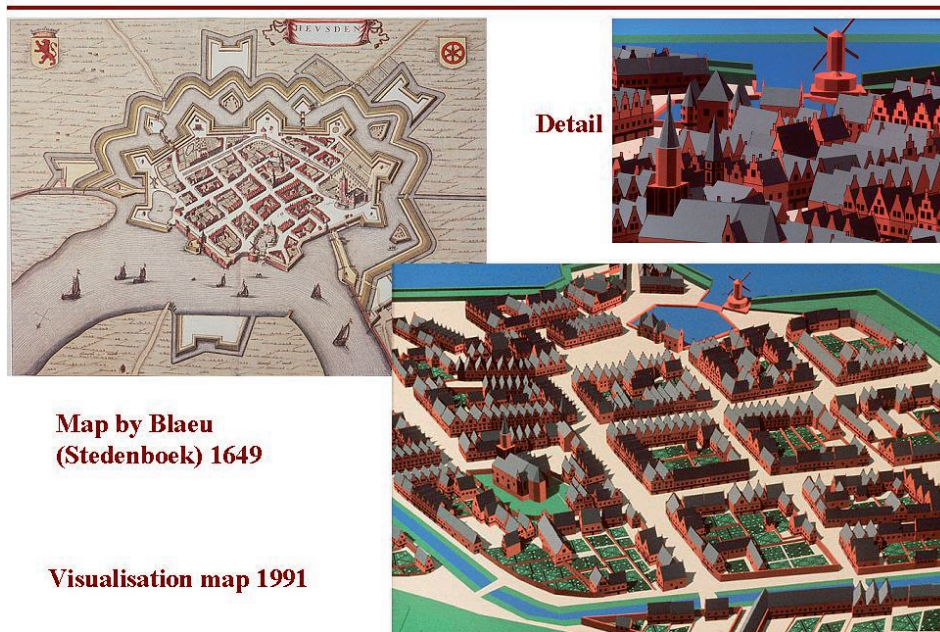 HEVSDEN
Detail
Map by Blaeu
(Stedenboek) 1649
Visualisation map 1991